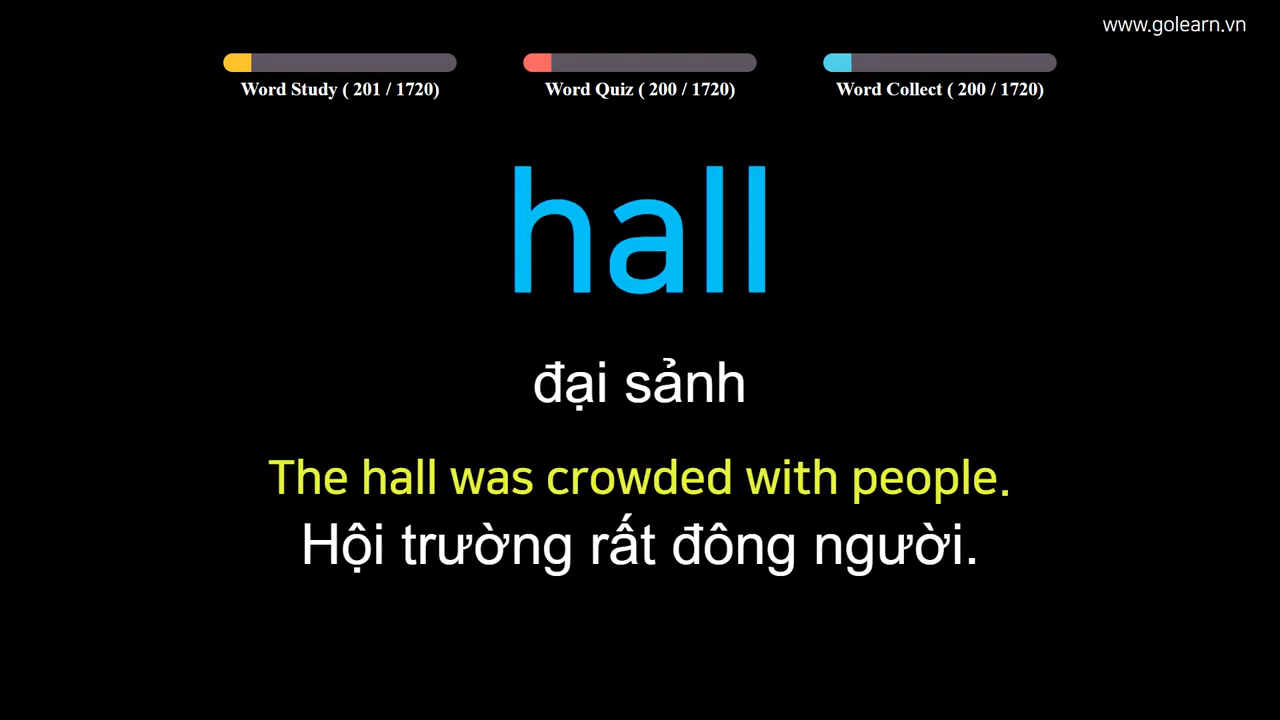 www.golearn.vn
Word Study ( 201 / 1720)
Word Quiz ( 200 / 1720)
Word Collect ( 200 / 1720)
hall
đại sảnh
The hall was crowded with people.
Hội trường rất đông người.